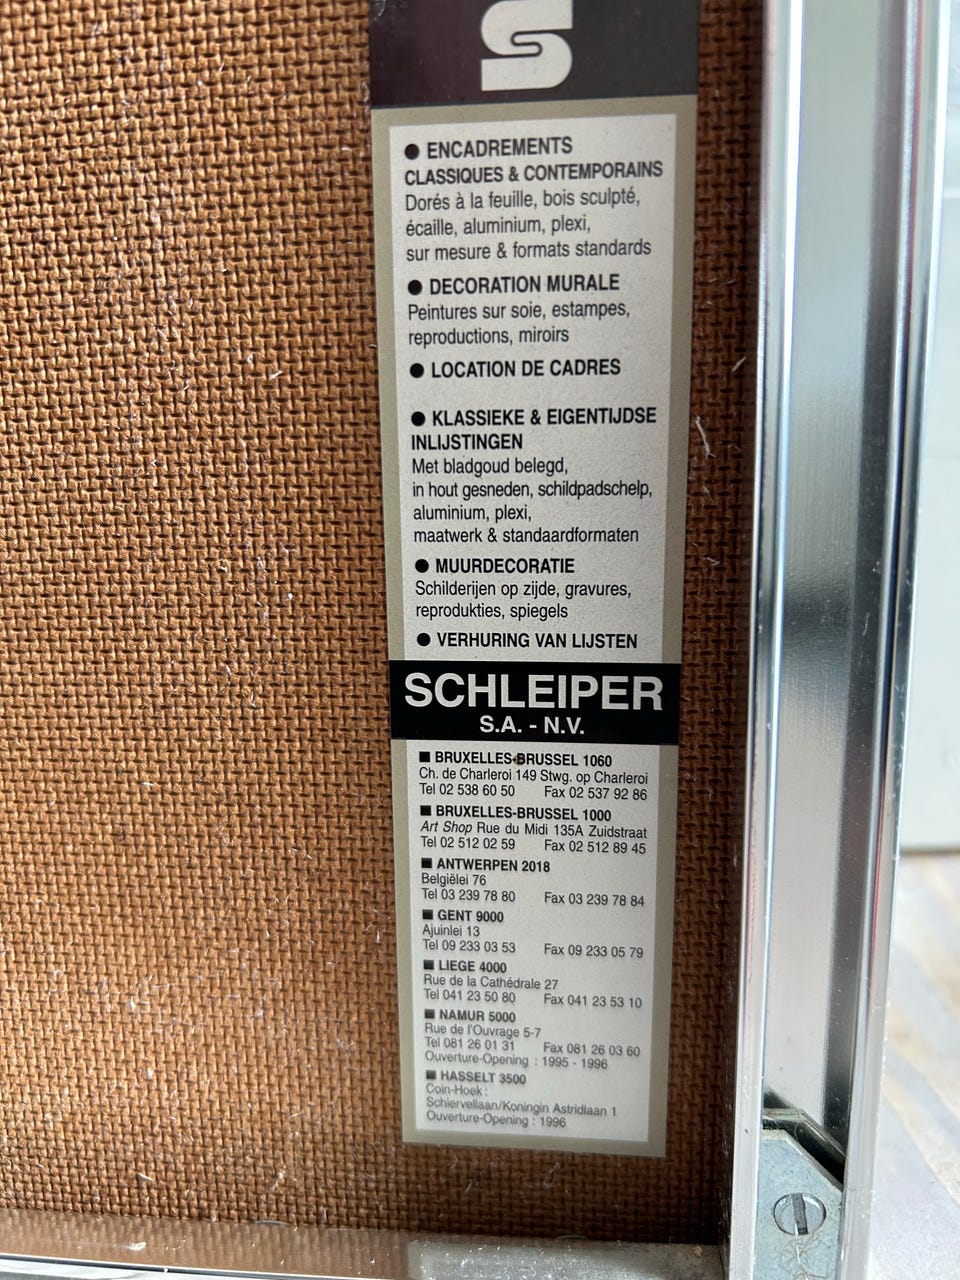 S
● ENCADREMENTS
CLASSIQUES & CONTEMPORAINS
Dorés à la feuille, bois sculpté,
écaille, aluminium, plexi,
sur mesure & formats standards
● DECORATION MURALE
Peintures sur soie, estampes,
reproductions, miroirs
● LOCATION DE CADRES
● KLASSIEKE & EIGENTIJDSE
INLIJSTINGEN
Met bladgoud belegd,
in hout gesneden, schildpadschelp,
aluminium, plexi,
maatwerk & standaardformaten
● MUURDECORATIE
Schilderijen op zijde, gravures,
reprodukties, spiegels
● VERHURING VAN LIJSTEN
SCHLEIPER
S.A. - N.V.
■ BRUXELLES-BRUSSEL 1060
Ch. de Charleroi 149 Stwg. op Charleroi
Tel 02 538 60 50 Fax 02 537 92 86
■ BRUXELLES-BRUSSEL 1000
Art Shop Rue du Midi 135A Zuidstraat
Tel 02 512 02 59 Fax 02 512 89 45
■ ANTWERPEN 2018
Belgiëlei 76
Tel 03 239 78 80 Fax 03 239 78 84
■ GENT 9000
Ajuinlei 13
Tel 09 233 03 53 Fax 09 233 05 79
■ LIEGE 4000
Rue de la Cathédrale 27
Tel 041 23 50 80 Fax 041 23 53 10
■ NAMUR 5000
Rue de l'Ouvrage 5-7
Tel 081 26 01 31 Fax 081 26 03 60
Ouverture-Opening : 1995 - 1996
■ HASSELT 3500
Coin-Hoek :
Schiervellaan/Koningin Astridlaan 1
Ouverture-Opening : 1996